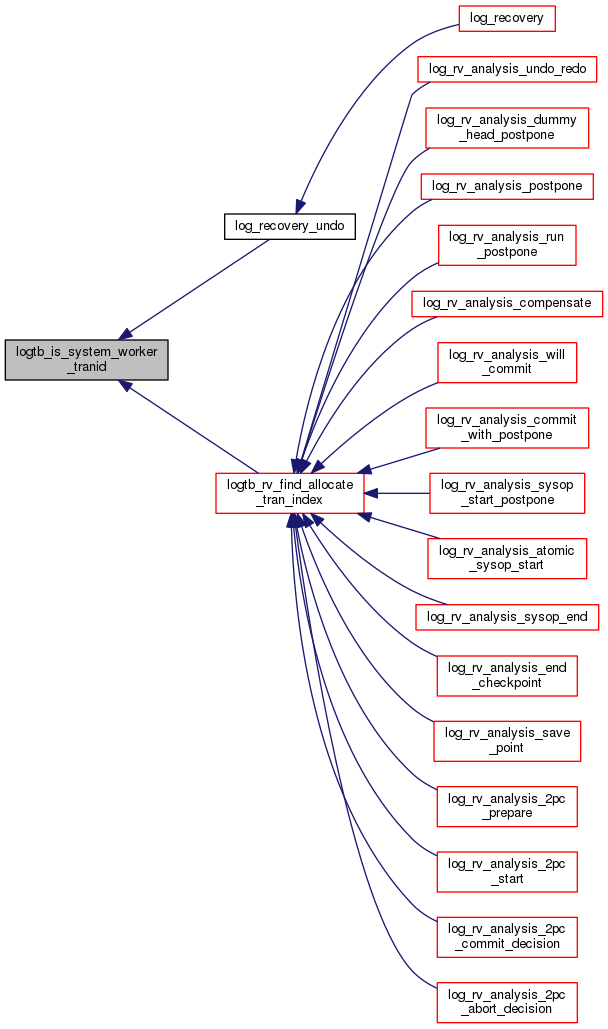 log_recovery
log_rv_analysis_undo_redo
log_rv_analysis_dummy
_head_postpone
log_rv_analysis_postpone
log_recovery_undo
log_rv_analysis_run
_postpone
log_rv_analysis_compensate
logtb_is_system_worker
_tranid
log_rv_analysis_will
_commit
log_rv_analysis_commit
_with_postpone
logtb_rv_find_allocate
_tran_index
log_rv_analysis_sysop
_start_postpone
log_rv_analysis_atomic
_sysop_start
log_rv_analysis_sysop_end
log_rv_analysis_end
_checkpoint
log_rv_analysis_save
_point
log_rv_analysis_2pc
_prepare
log_rv_analysis_2pc
_start
log_rv_analysis_2pc
_commit_decision
log_rv_analysis_2pc
_abort_decision